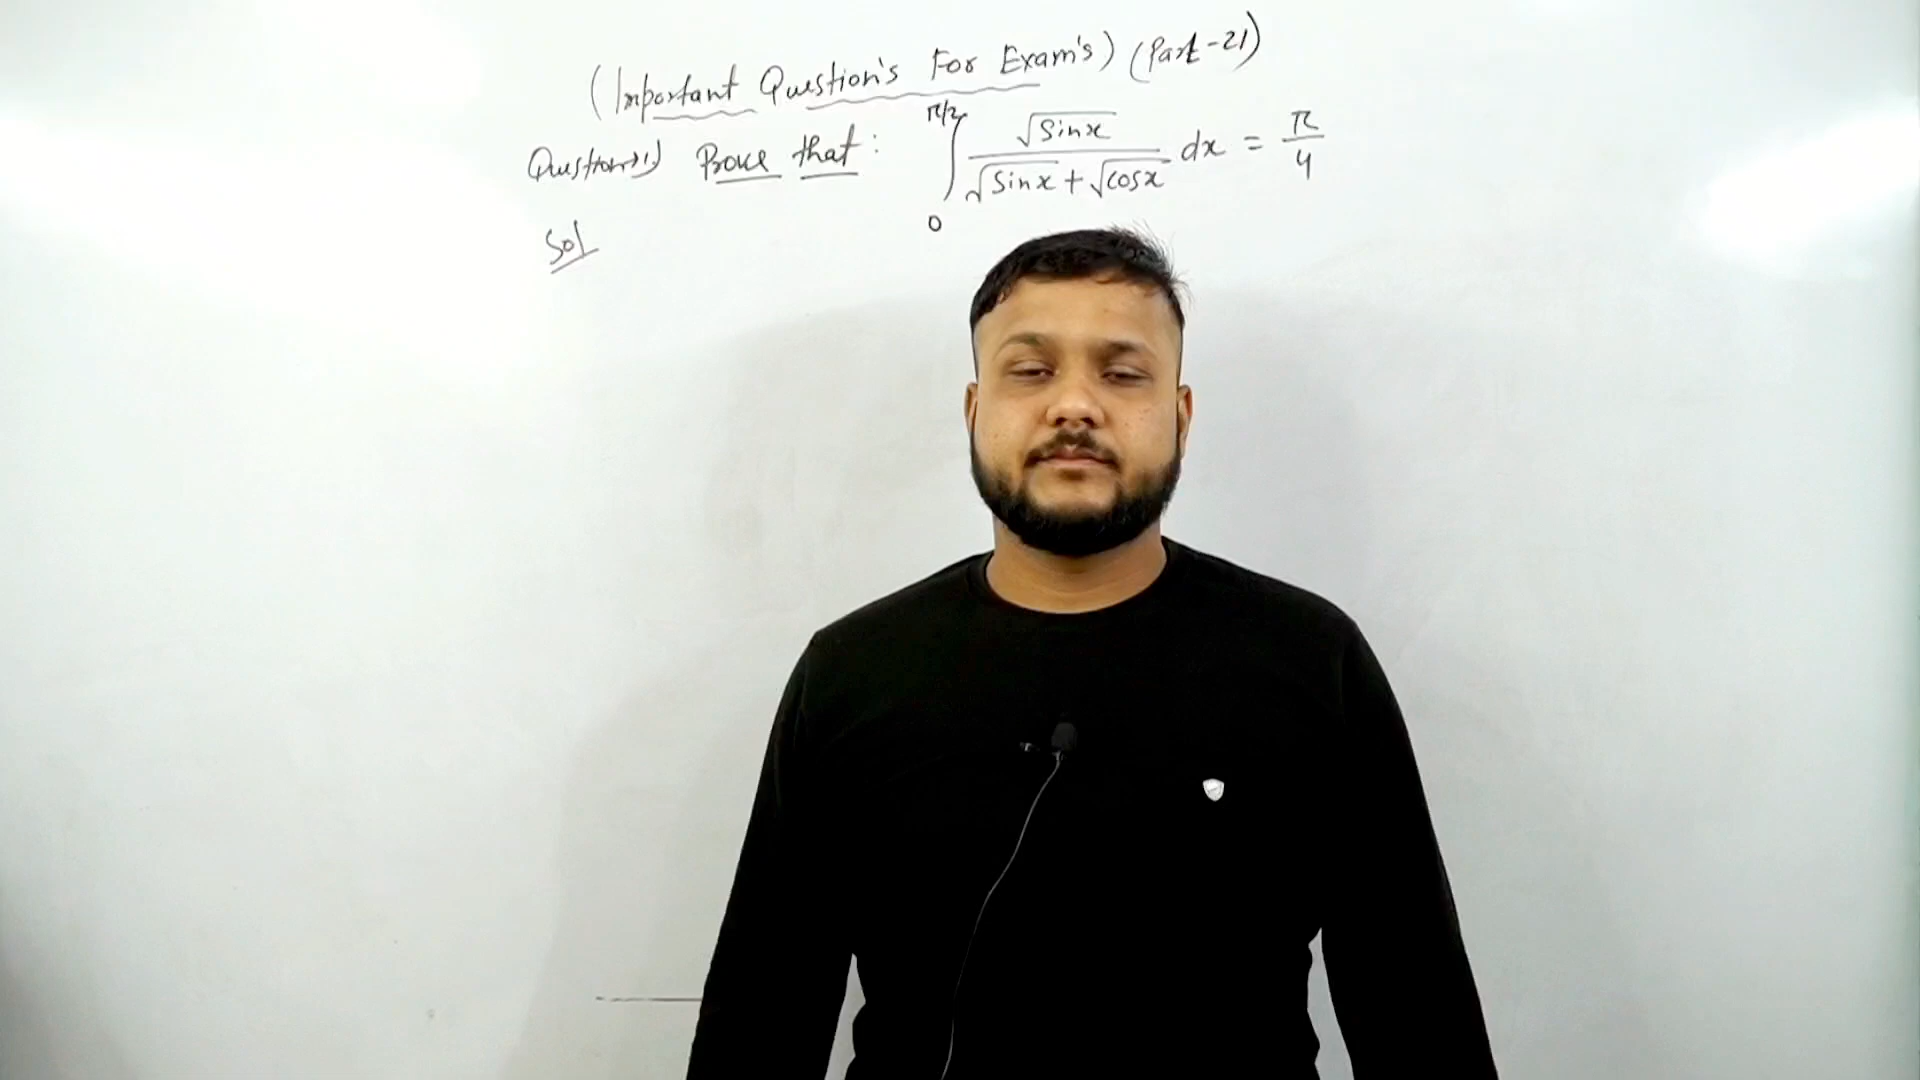 (Important Question's For Exam's) (Part-21)
Question→1) Prove that: ∫₀^{π/2} √sinx / (√sinx + √cosx) dx = π/4
Sol